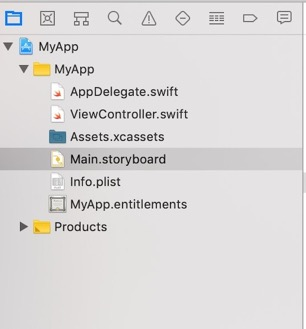 MyApp
MyApp
AppDelegate.swift
ViewController.swift
Assets.xcassets
Main.storyboard
Info.plist
MyApp.entitlements
Products